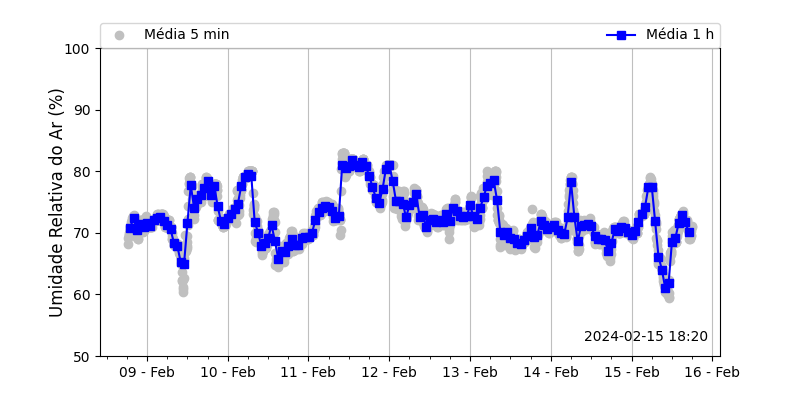 Média 5 min Média 1 h
Umidade Relativa do Ar (%)
100
90
80
70
60
50
2024-02-15 18:20
09 - Feb 10 - Feb 11 - Feb 12 - Feb 13 - Feb 14 - Feb 15 - Feb 16 - Feb